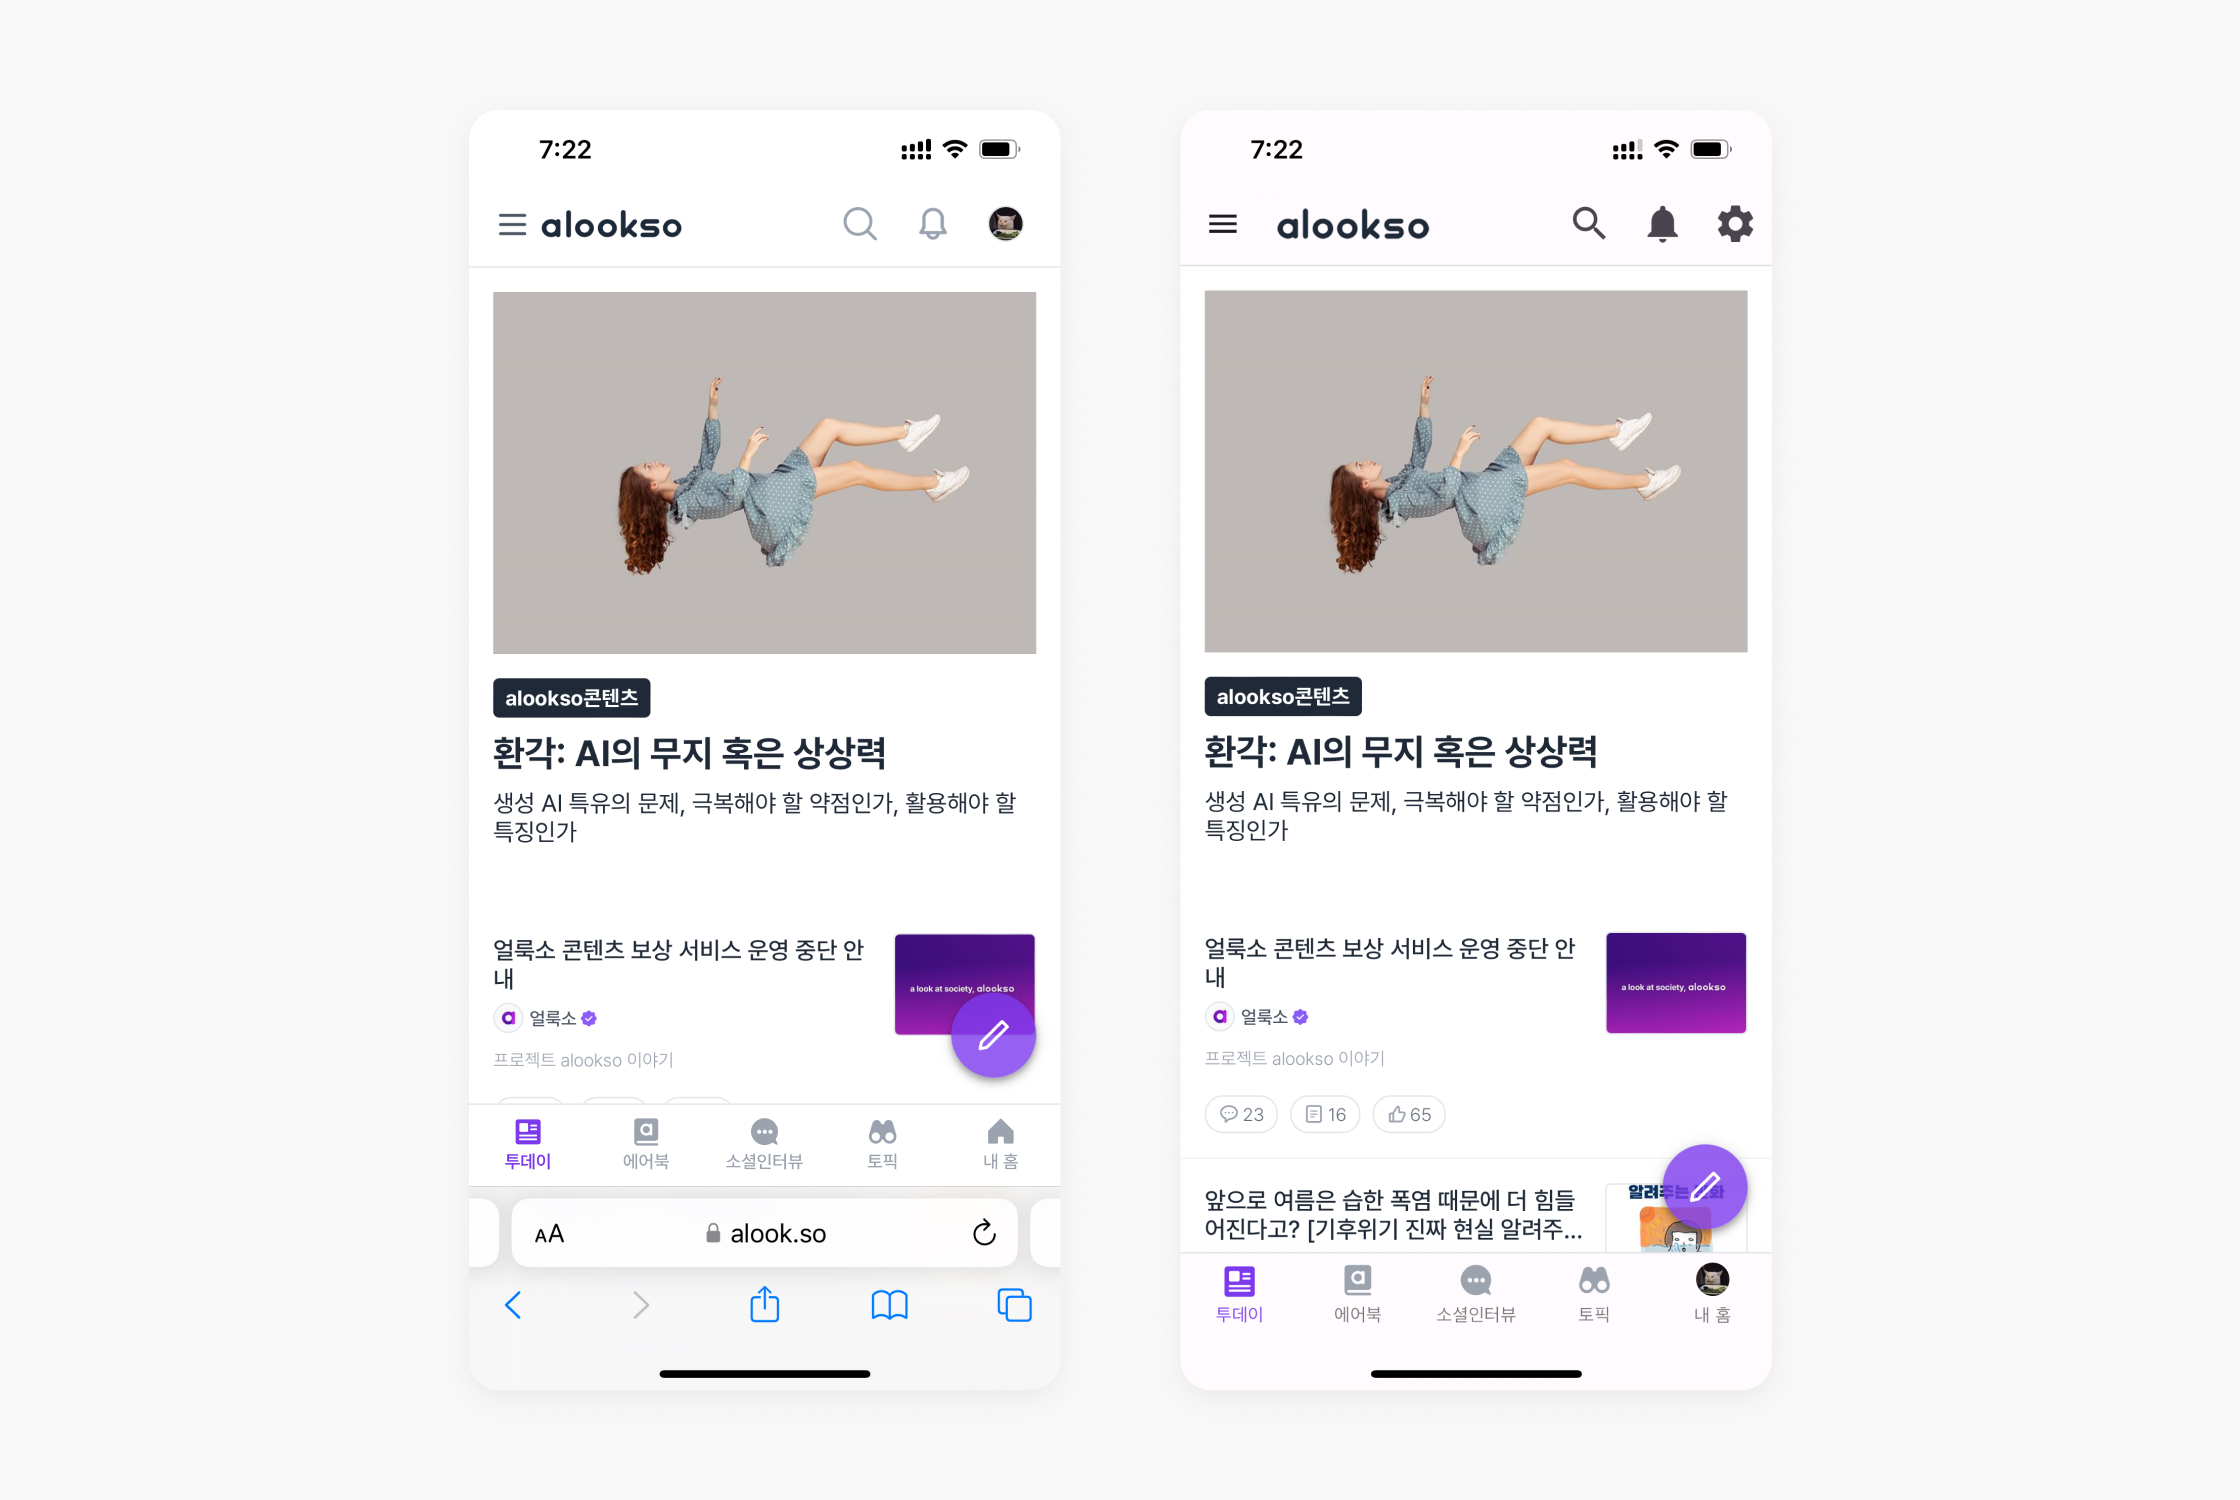 7:22
alookso
alookso콘텐츠
환각: AI의 무지 혹은 상상력
생성 AI 특유의 문제, 극복해야 할 약점인가, 활용해야 할
특징인가
얼룩소 콘텐츠 보상 서비스 운영 중단 안
내
a look at society, alookso
얼룩소
프로젝트 alookso 이야기
투데이
에어북
소셜인터뷰
토픽
내 홈
AA
alook.so
7:22
alookso
alookso콘텐츠
환각: AI의 무지 혹은 상상력
생성 AI 특유의 문제, 극복해야 할 약점인가, 활용해야 할
특징인가
얼룩소 콘텐츠 보상 서비스 운영 중단 안
내
a look at society, alookso
얼룩소
프로젝트 alookso 이야기
23
16
65
앞으로 여름은 습한 폭염 때문에 더 힘들
어진다고? [기후위기 진짜 현실 알려주...
알려주는
투데이
에어북
소셜인터뷰
토픽
내 홈